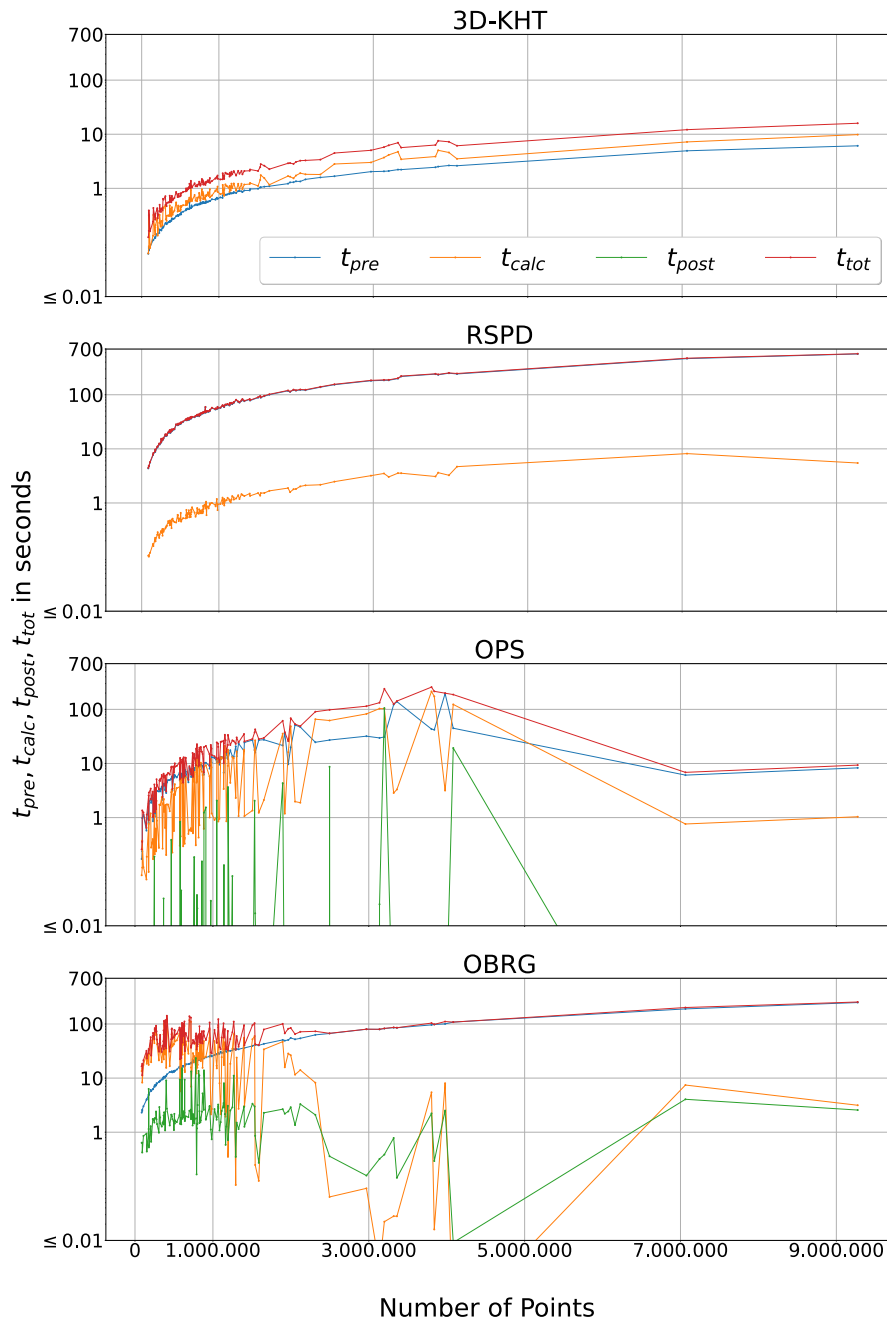 3D-KHT
700
100
10
1
≤ 0.01
t_pre t_calc t_post t_tot
RSPD
700
100
10
1
≤ 0.01
t_pre, t_calc, t_post, t_tot in seconds
OPS
700
100
10
1
≤ 0.01
OBRG
700
100
10
1
≤ 0.01
0 1.000.000 3.000.000 5.000.000 7.000.000 9.000.000
Number of Points